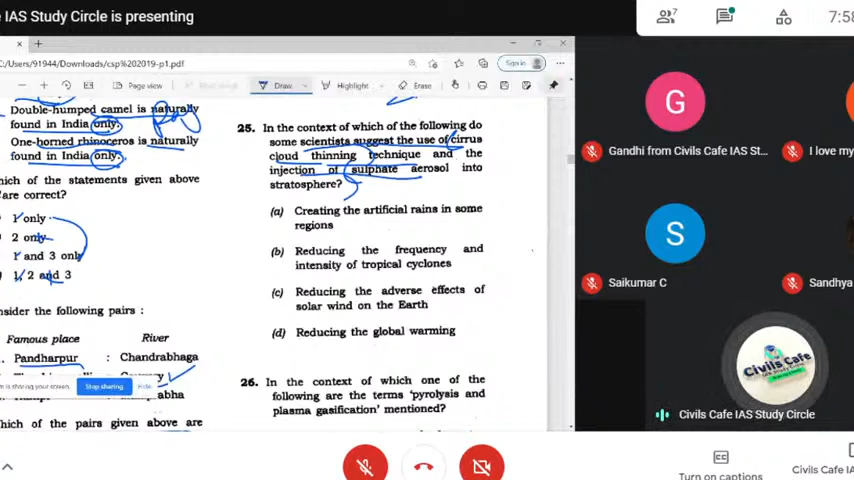 e IAS Study Circle is presenting
7
7:58
C:/Users/91944/Downloads/csp%202019-p1.pdf
Sign in
Page view
Draw
Highlight
Erase
Double-humped camel is naturally
found in India only.
One-horned rhinoceros is naturally
found in India only.
ich of the statements given above
are correct?
1 only
2 only
1 and 3 only
1, 2 and 3
nsider the following pairs :
Famous place River
Pandharpur : Chandrabhaga
m is sharing your screen. Stop sharing Hide
abha
hich of the pairs given above are
25. In the context of which of the following do
some scientists suggest the use of cirrus
cloud thinning technique and the
injection of sulphate aerosol into
stratosphere?
(a) Creating the artificial rains in some
regions
(b) Reducing the frequency and
intensity of tropical cyclones
(c) Reducing the adverse effects of
solar wind on the Earth
(d) Reducing the global warming
26. In the context of which one of the
following are the terms 'pyrolysis and
plasma gasification' mentioned?
G
Gandhi from Civils Cafe IAS St...
I love my
S
Saikumar C
Sandhya
Civils Cafe
Civils Cafe IAS Study Circle
Turn on captions
Civils Cafe IAS